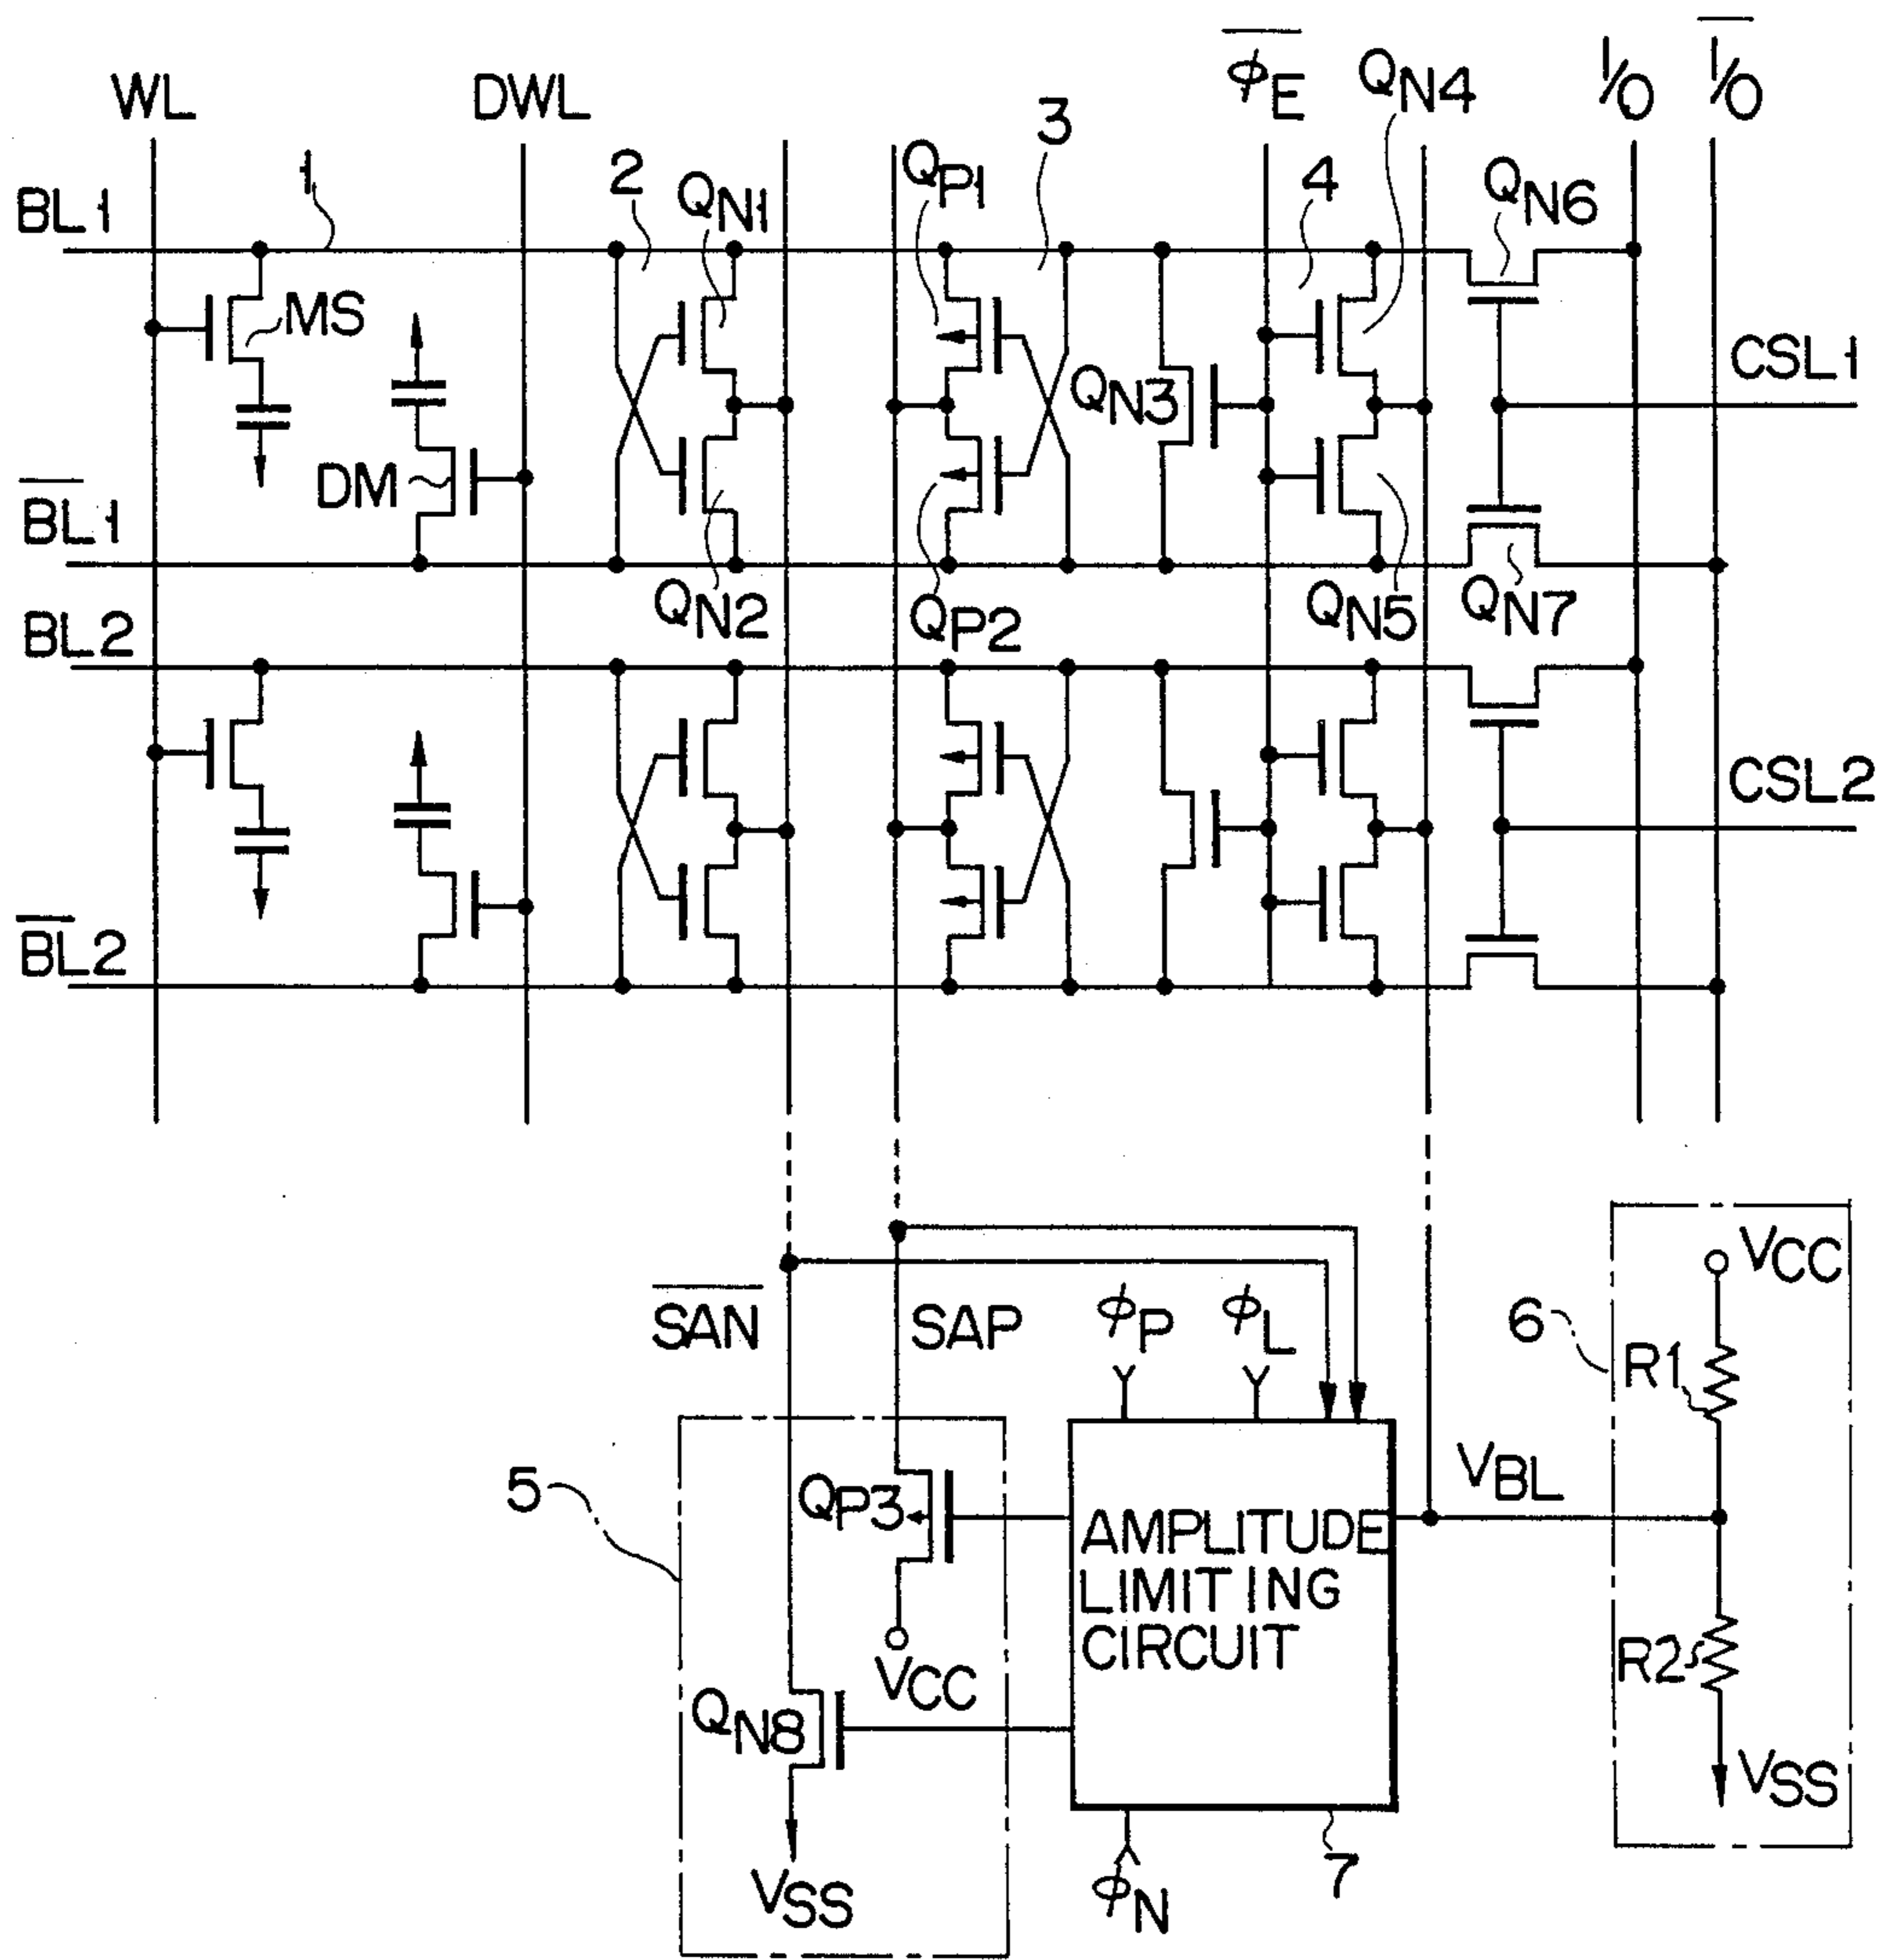 WL
DWL
φE
QN4
I/O
I/O
BL1
1
2
QN1
QP1
3
4
QN6
MS
CSL1
QN3
DM
BL1
QN2
QP2
QN5
QN7
BL2
CSL2
BL2
SAN
SAP
φP
φL
6
VCC
R1
5
QP3
VBL
AMPLITUDE
LIMITING
CIRCUIT
VCC
R2
QN8
VSS
VSS
φN
7